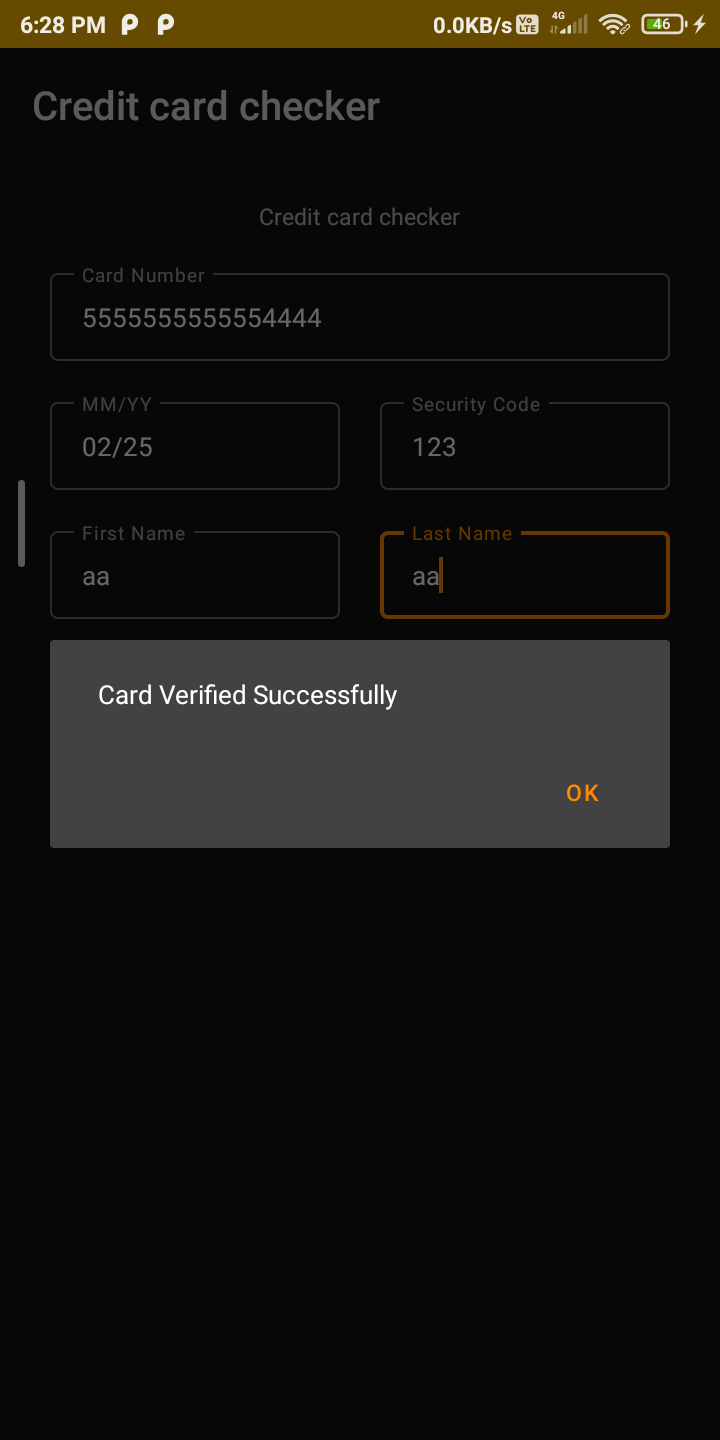 6:28 PM 0.0KB/s Vo LTE 4G 46
Credit card checker
Credit card checker
Card Number
5555555555554444
MM/YY Security Code
02/25 123
First Name Last Name
aa aa
Card Verified Successfully
OK